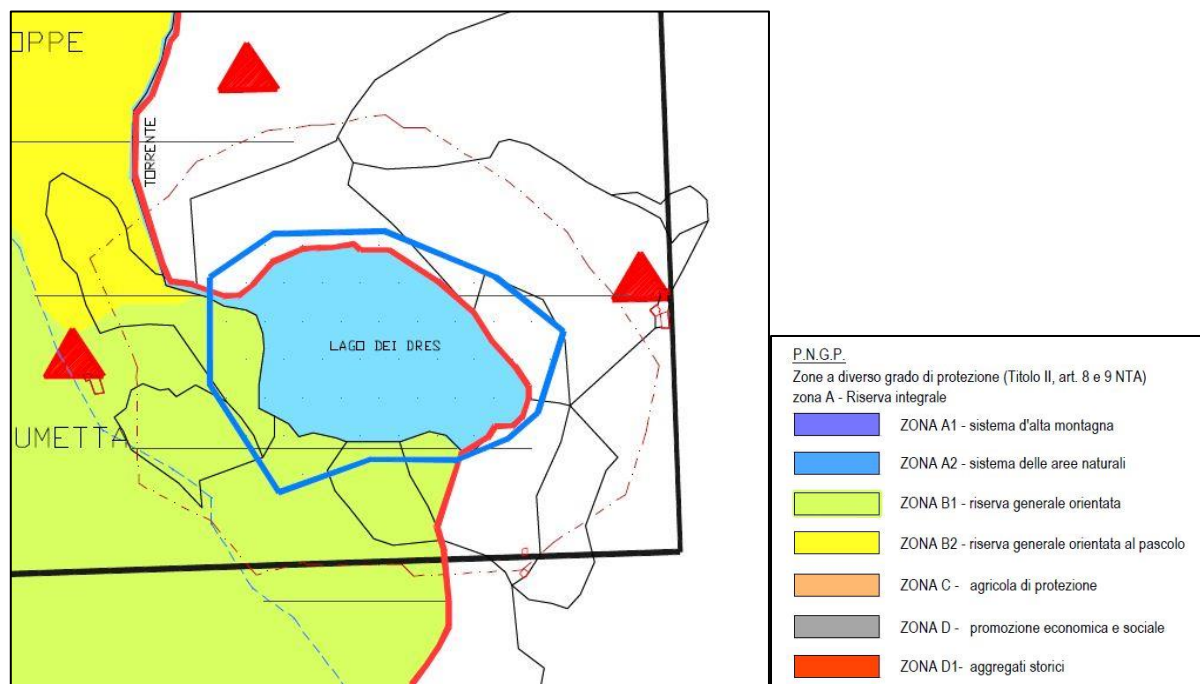 OPPE
TORRENTE
LAGO DEI DRES
UMETTA
P.N.G.P.
Zone a diverso grado di protezione (Titolo II, art. 8 e 9 NTA)
zona A - Riserva integrale
ZONA A1 - sistema d'alta montagna
ZONA A2 - sistema delle aree naturali
ZONA B1 - riserva generale orientata
ZONA B2 - riserva generale orientata al pascolo
ZONA C - agricola di protezione
ZONA D - promozione economica e sociale
ZONA D1- aggregati storici